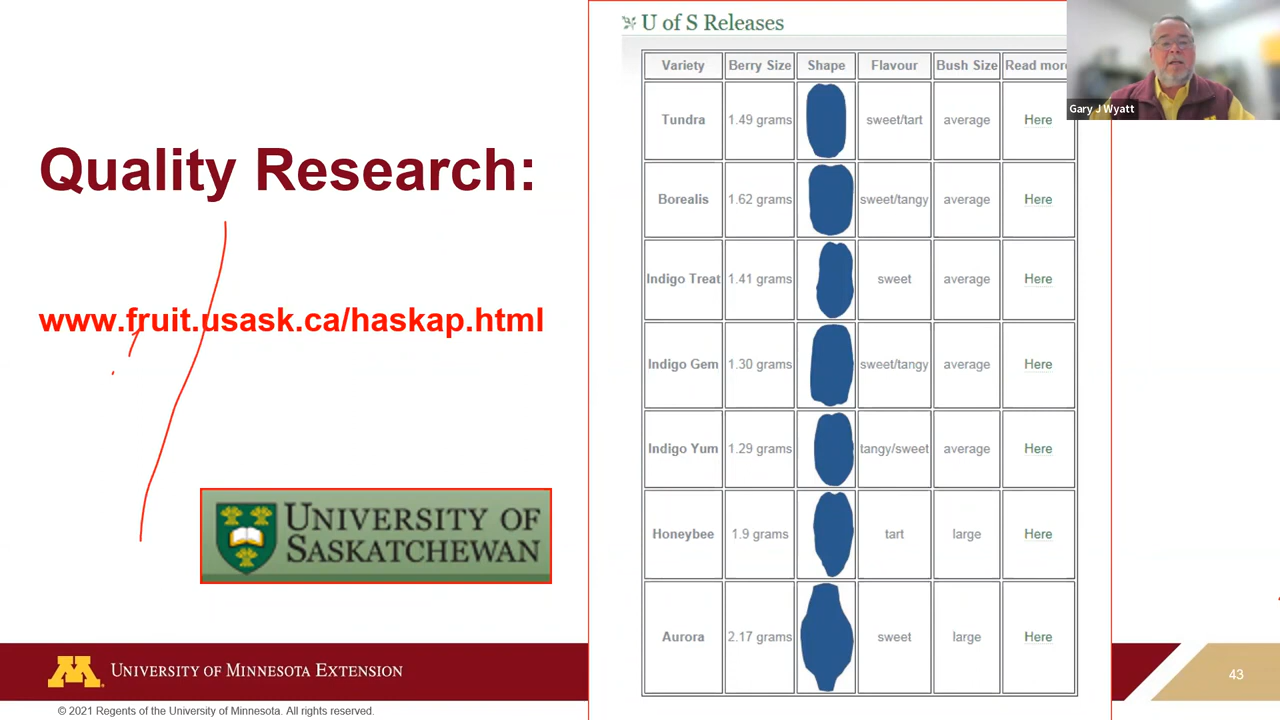 Quality Research:
www.fruit.usask.ca/haskap.html
UNIVERSITY OF
SASKATCHEWAN
U of S Releases
Variety Berry Size Shape Flavour Bush Size Read more
Tundra 1.49 grams sweet/tart average Here
Borealis 1.62 grams sweet/tangy average Here
Indigo Treat 1.41 grams sweet average Here
Indigo Gem 1.30 grams sweet/tangy average Here
Indigo Yum 1.29 grams tangy/sweet average Here
Honeybee 1.9 grams tart large Here
Aurora 2.17 grams sweet large Here
Gary J Wyatt
M UNIVERSITY OF MINNESOTA EXTENSION
43
© 2021 Regents of the University of Minnesota. All rights reserved.